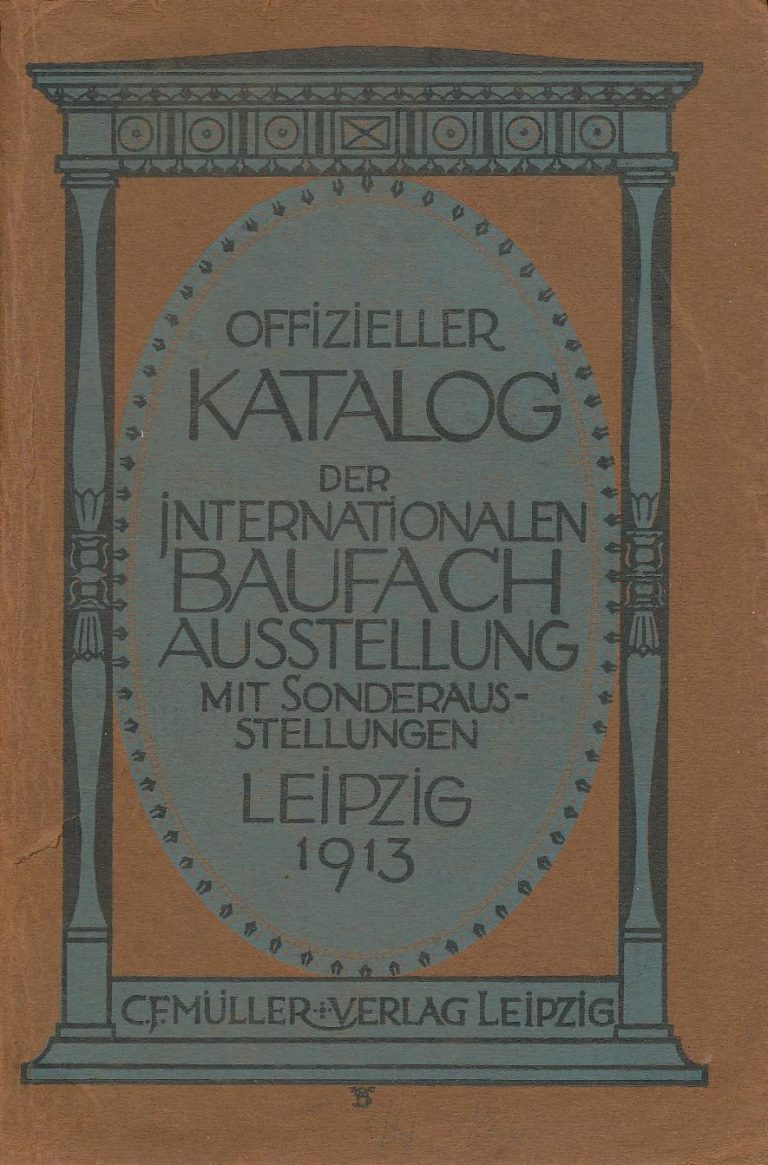 OFFiZiELLER
KATALOG
DER
iNTERNATiONALEN
BAUFACH
AUSSTELLUNG
MiT SONDERAUS-
STELLUNGEN
LEiPZiG
1913
C.F.MÜLLER VERLAG LEiPZiG